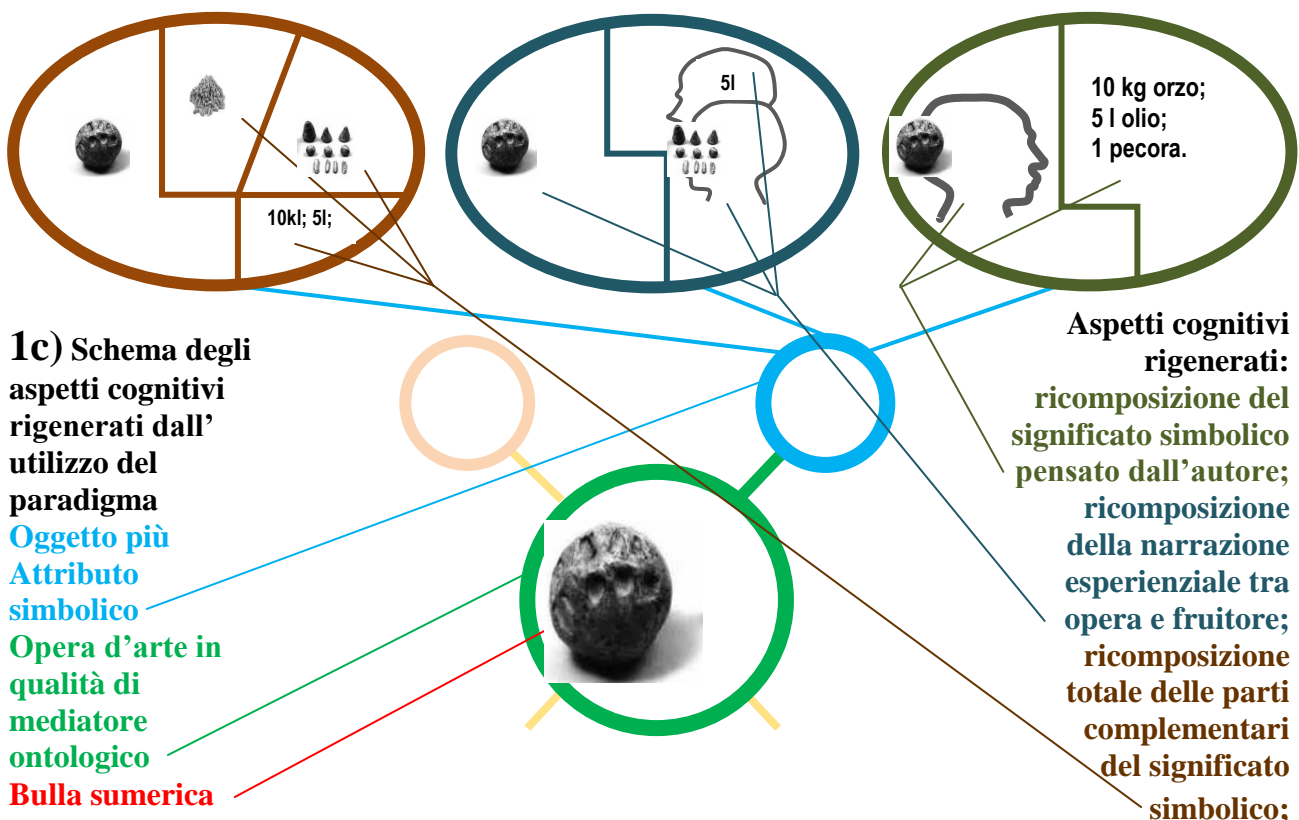 10kl; 5l;
5l
10 kg orzo;
5 l olio;
1 pecora.
1c) Schema degli
aspetti cognitivi
rigenerati dall’
utilizzo del
paradigma
Oggetto più
Attributo
simbolico
Opera d’arte in
qualità di
mediatore
ontologico
Bulla sumerica
Aspetti cognitivi
rigenerati:
ricomposizione del
significato simbolico
pensato dall’autore;
ricomposizione
della narrazione
esperienziale tra
opera e fruitore;
ricomposizione
totale delle parti
complementari
del significato
simbolico;